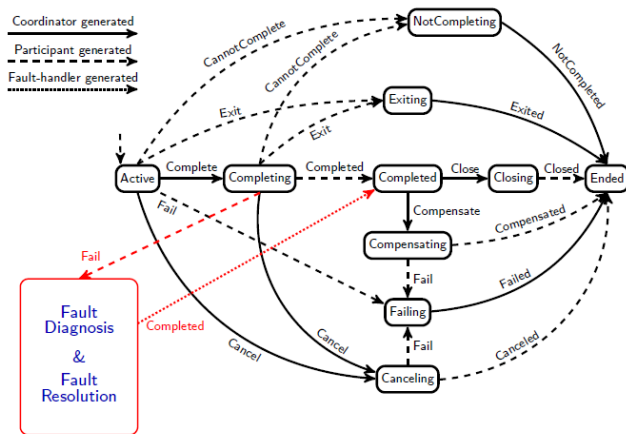 Coordinator generated
Participant generated
Fault-handler generated
NotCompleting
CannotComplete
CannotComplete
NotCompleted
Exiting
Exit
Exit
Exited
Active
Complete
Completing
Completed
Completed
Close
Closing
Closed
Ended
Fail
Compensate
Compensating
Compensated
Fail
Fail
Failing
Failed
Completed
Fault
Diagnosis
&
Fault
Resolution
Cancel
Cancel
Fail
Canceling
Canceled